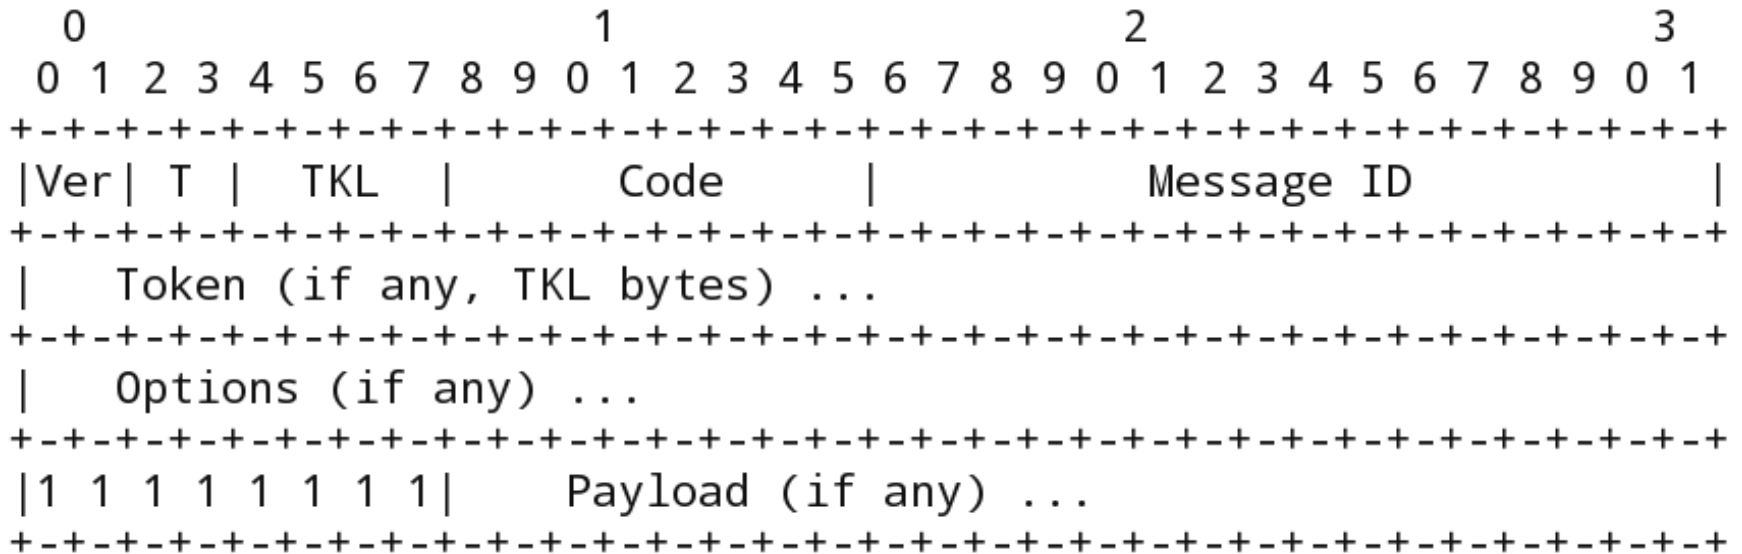 0                   1                   2                   3
 0 1 2 3 4 5 6 7 8 9 0 1 2 3 4 5 6 7 8 9 0 1 2 3 4 5 6 7 8 9 0 1
+-+-+-+-+-+-+-+-+-+-+-+-+-+-+-+-+-+-+-+-+-+-+-+-+-+-+-+-+-+-+-+-+
|Ver| T |  TKL  |      Code     |          Message ID           |
+-+-+-+-+-+-+-+-+-+-+-+-+-+-+-+-+-+-+-+-+-+-+-+-+-+-+-+-+-+-+-+-+
|   Token (if any, TKL bytes) ...
+-+-+-+-+-+-+-+-+-+-+-+-+-+-+-+-+-+-+-+-+-+-+-+-+-+-+-+-+-+-+-+-+
|   Options (if any) ...
+-+-+-+-+-+-+-+-+-+-+-+-+-+-+-+-+-+-+-+-+-+-+-+-+-+-+-+-+-+-+-+-+
|1 1 1 1 1 1 1 1|    Payload (if any) ...
+-+-+-+-+-+-+-+-+-+-+-+-+-+-+-+-+-+-+-+-+-+-+-+-+-+-+-+-+-+-+-+-+